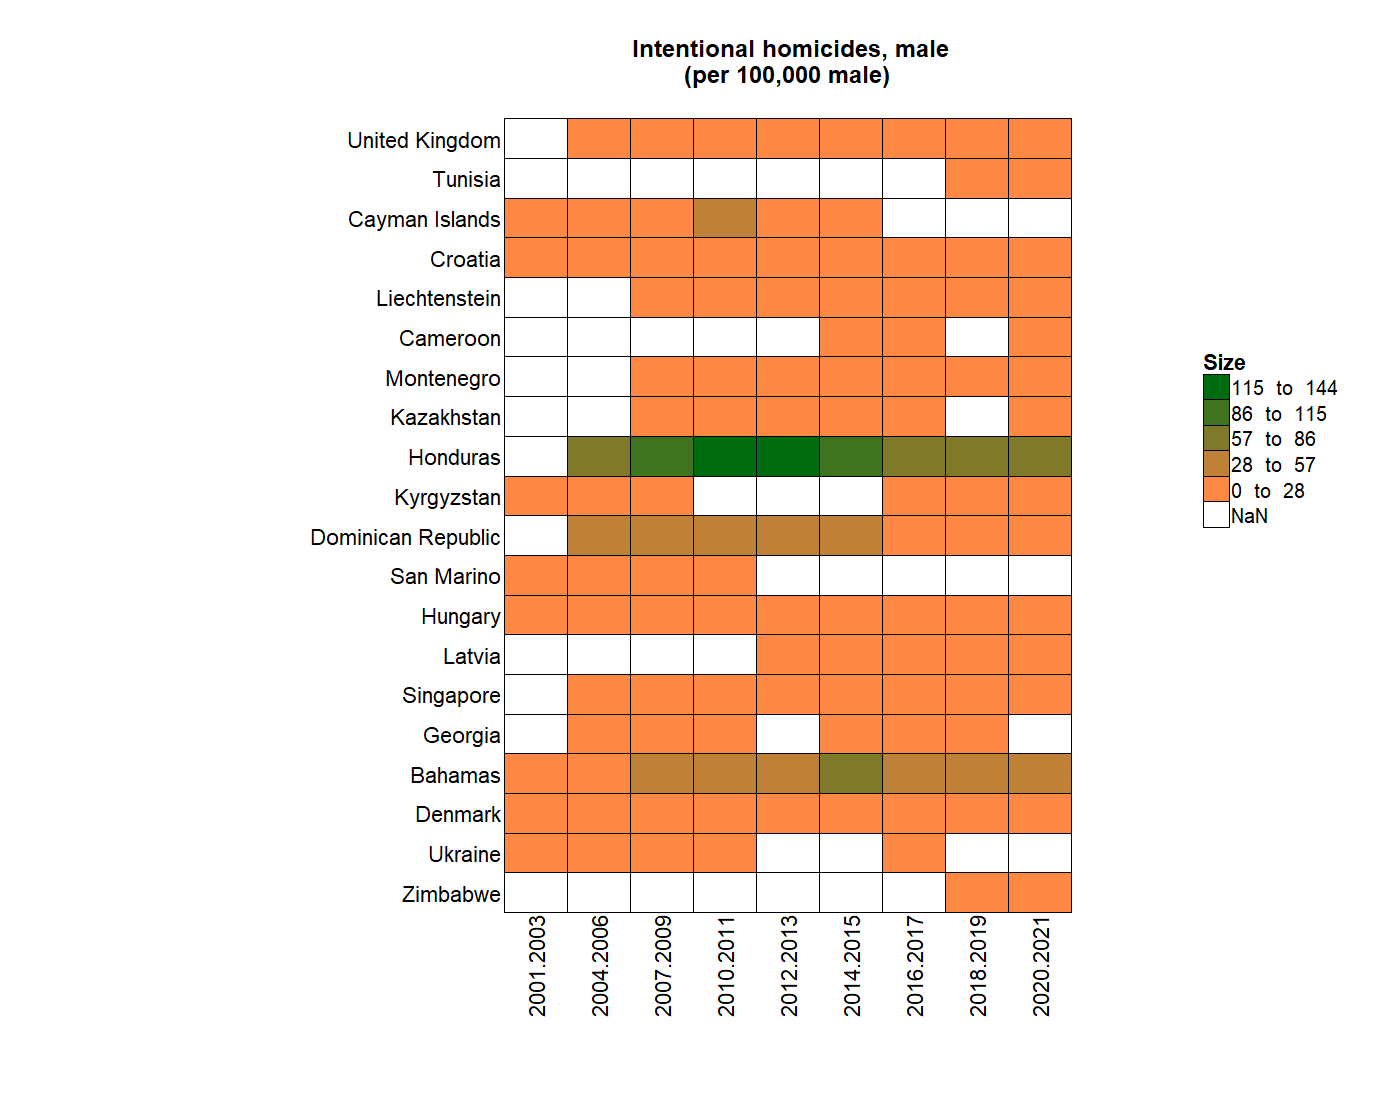 Intentional homicides, male
(per 100,000 male)
United Kingdom
Tunisia
Cayman Islands
Croatia
Liechtenstein
Cameroon
Montenegro
Kazakhstan
Honduras
Kyrgyzstan
Dominican Republic
San Marino
Hungary
Latvia
Singapore
Georgia
Bahamas
Denmark
Ukraine
Zimbabwe
2001.2003
2004.2006
2007.2009
2010.2011
2012.2013
2014.2015
2016.2017
2018.2019
2020.2021
Size
115 to 144
86 to 115
57 to 86
28 to 57
0 to 28
NaN